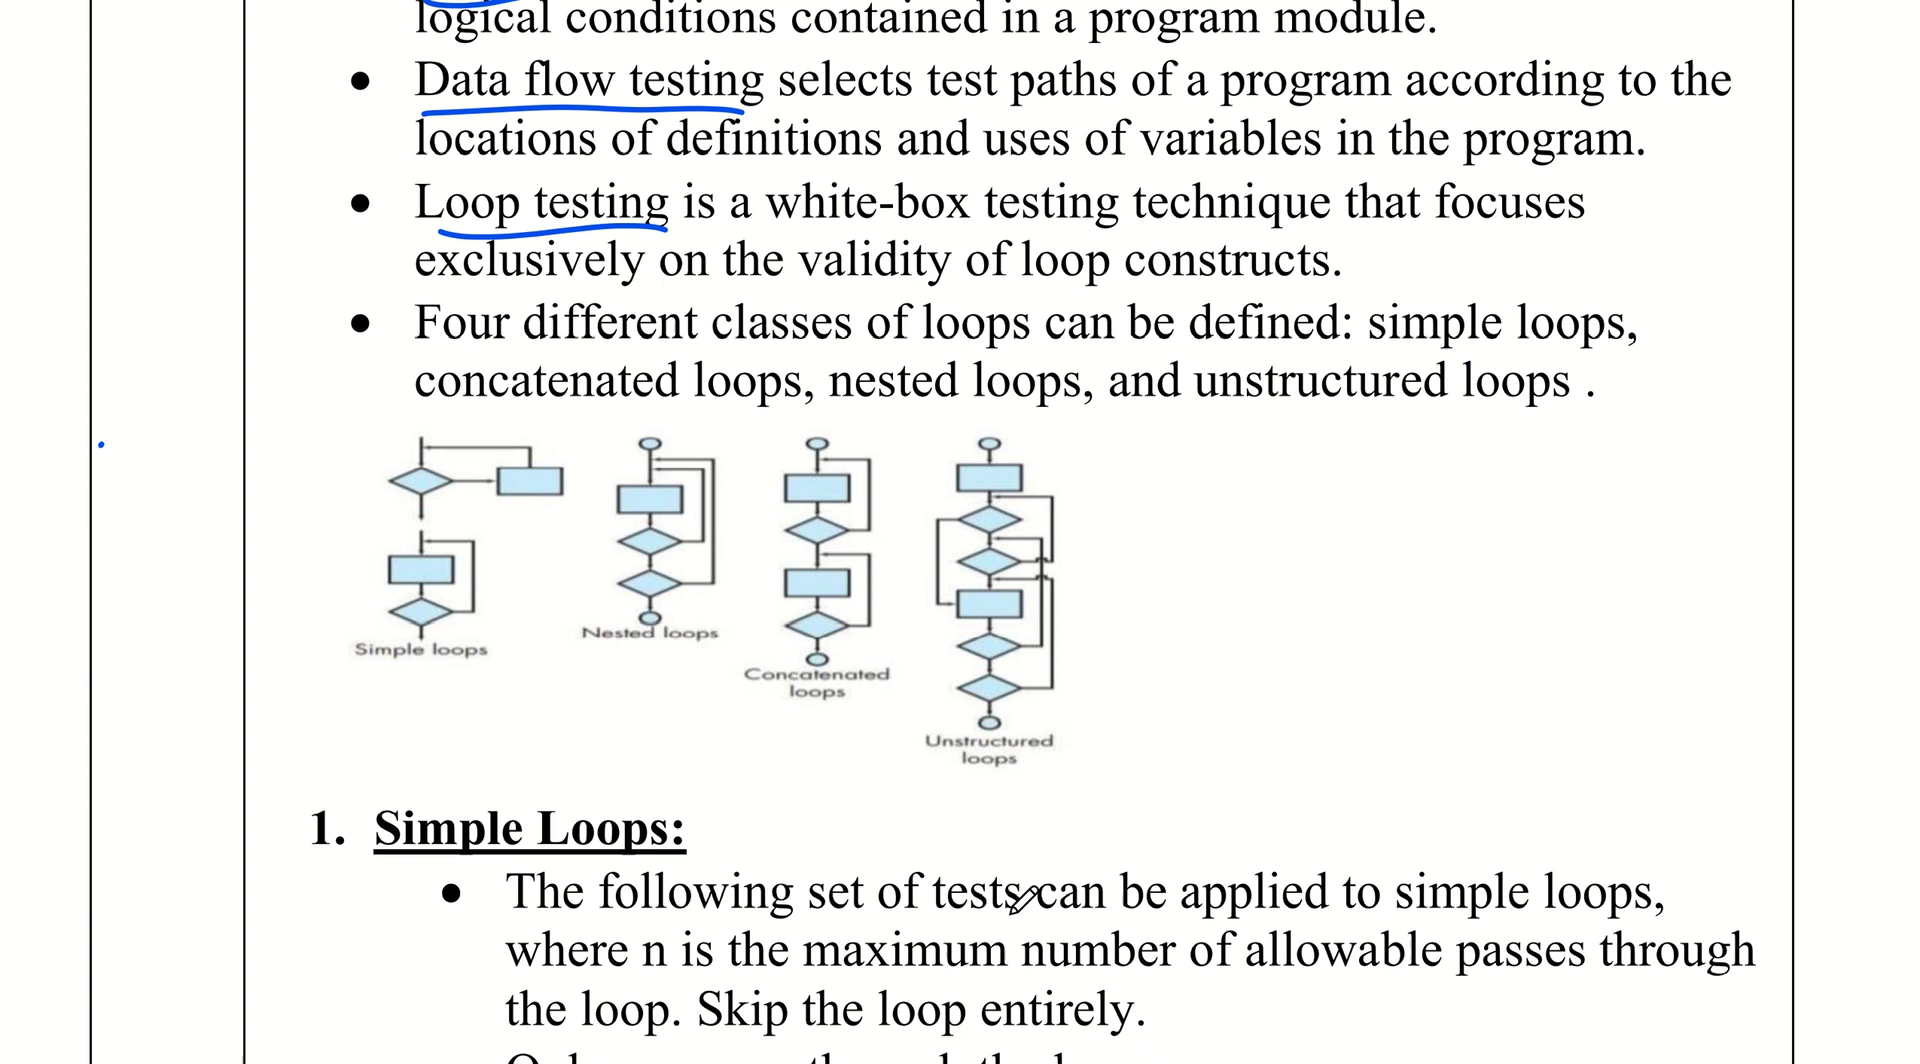 logical conditions contained in a program module.
• Data flow testing selects test paths of a program according to the
locations of definitions and uses of variables in the program.
• Loop testing is a white-box testing technique that focuses
exclusively on the validity of loop constructs.
• Four different classes of loops can be defined: simple loops,
concatenated loops, nested loops, and unstructured loops .
Simple loops
Nested loops
Concatenated
loops
Unstructured
loops
1. Simple Loops:
• The following set of tests can be applied to simple loops,
where n is the maximum number of allowable passes through
the loop. Skip the loop entirely.